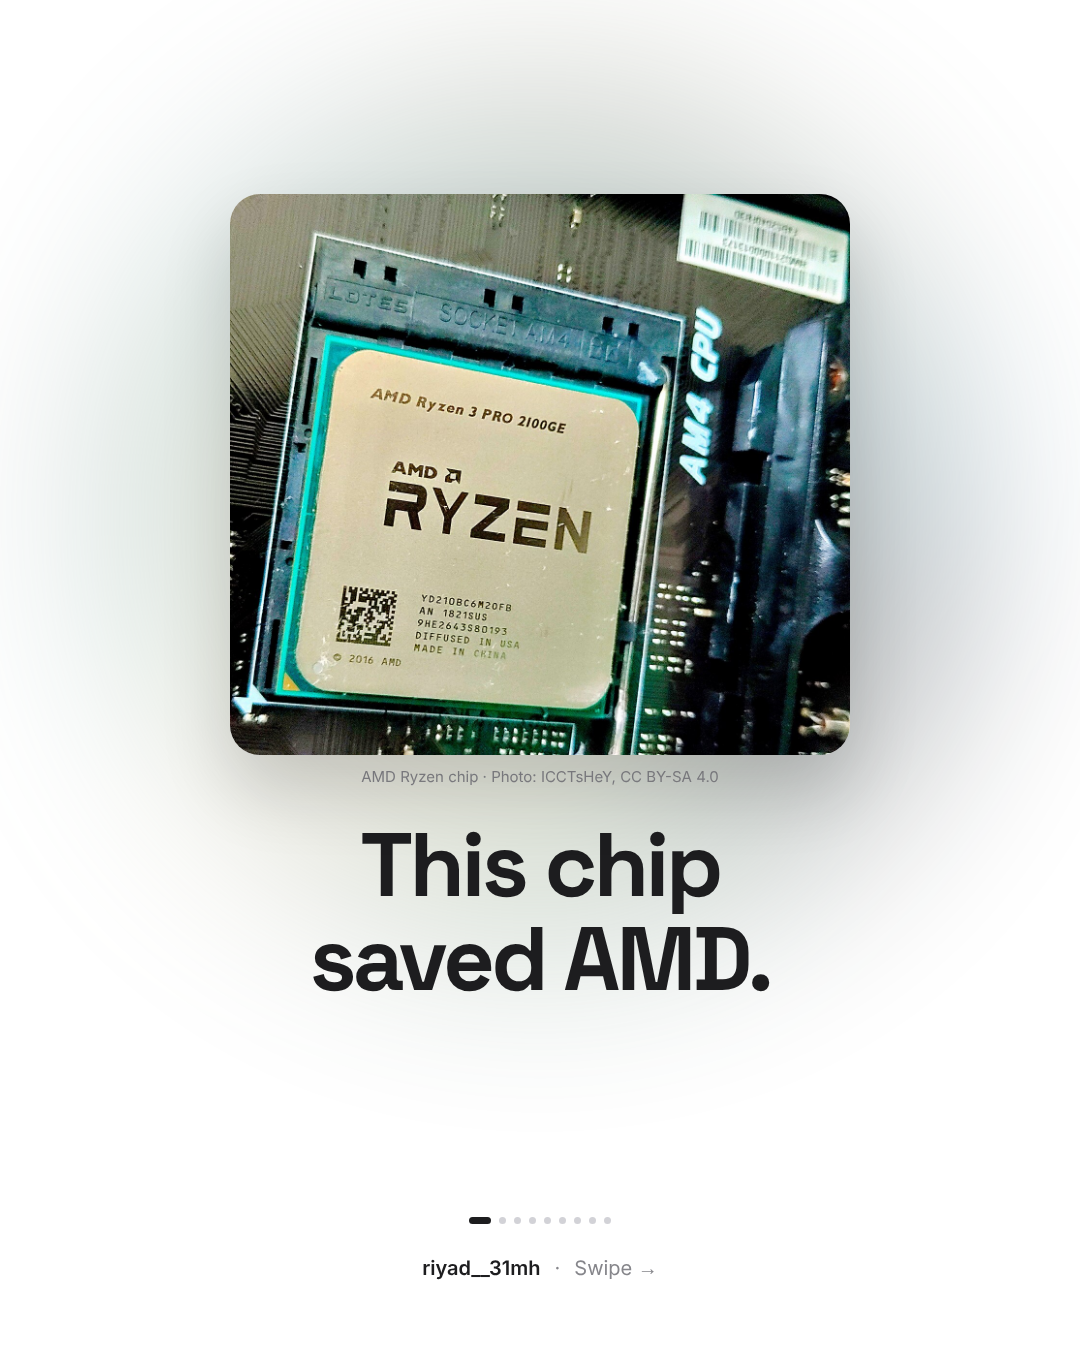 LOTES
SOCKET AM4
AM4 CPU
AMD Ryzen 3 PRO 2100GE
AMD
RYZEN
YD210BC6M20FB
AN 1821SUS
9HE2643S80193
DIFFUSED IN USA
MADE IN CHINA
© 2016 AMD
AMD Ryzen chip · Photo: ICCTsHeY, CC BY-SA 4.0
This chip
saved AMD.
riyad__31mh · Swipe →